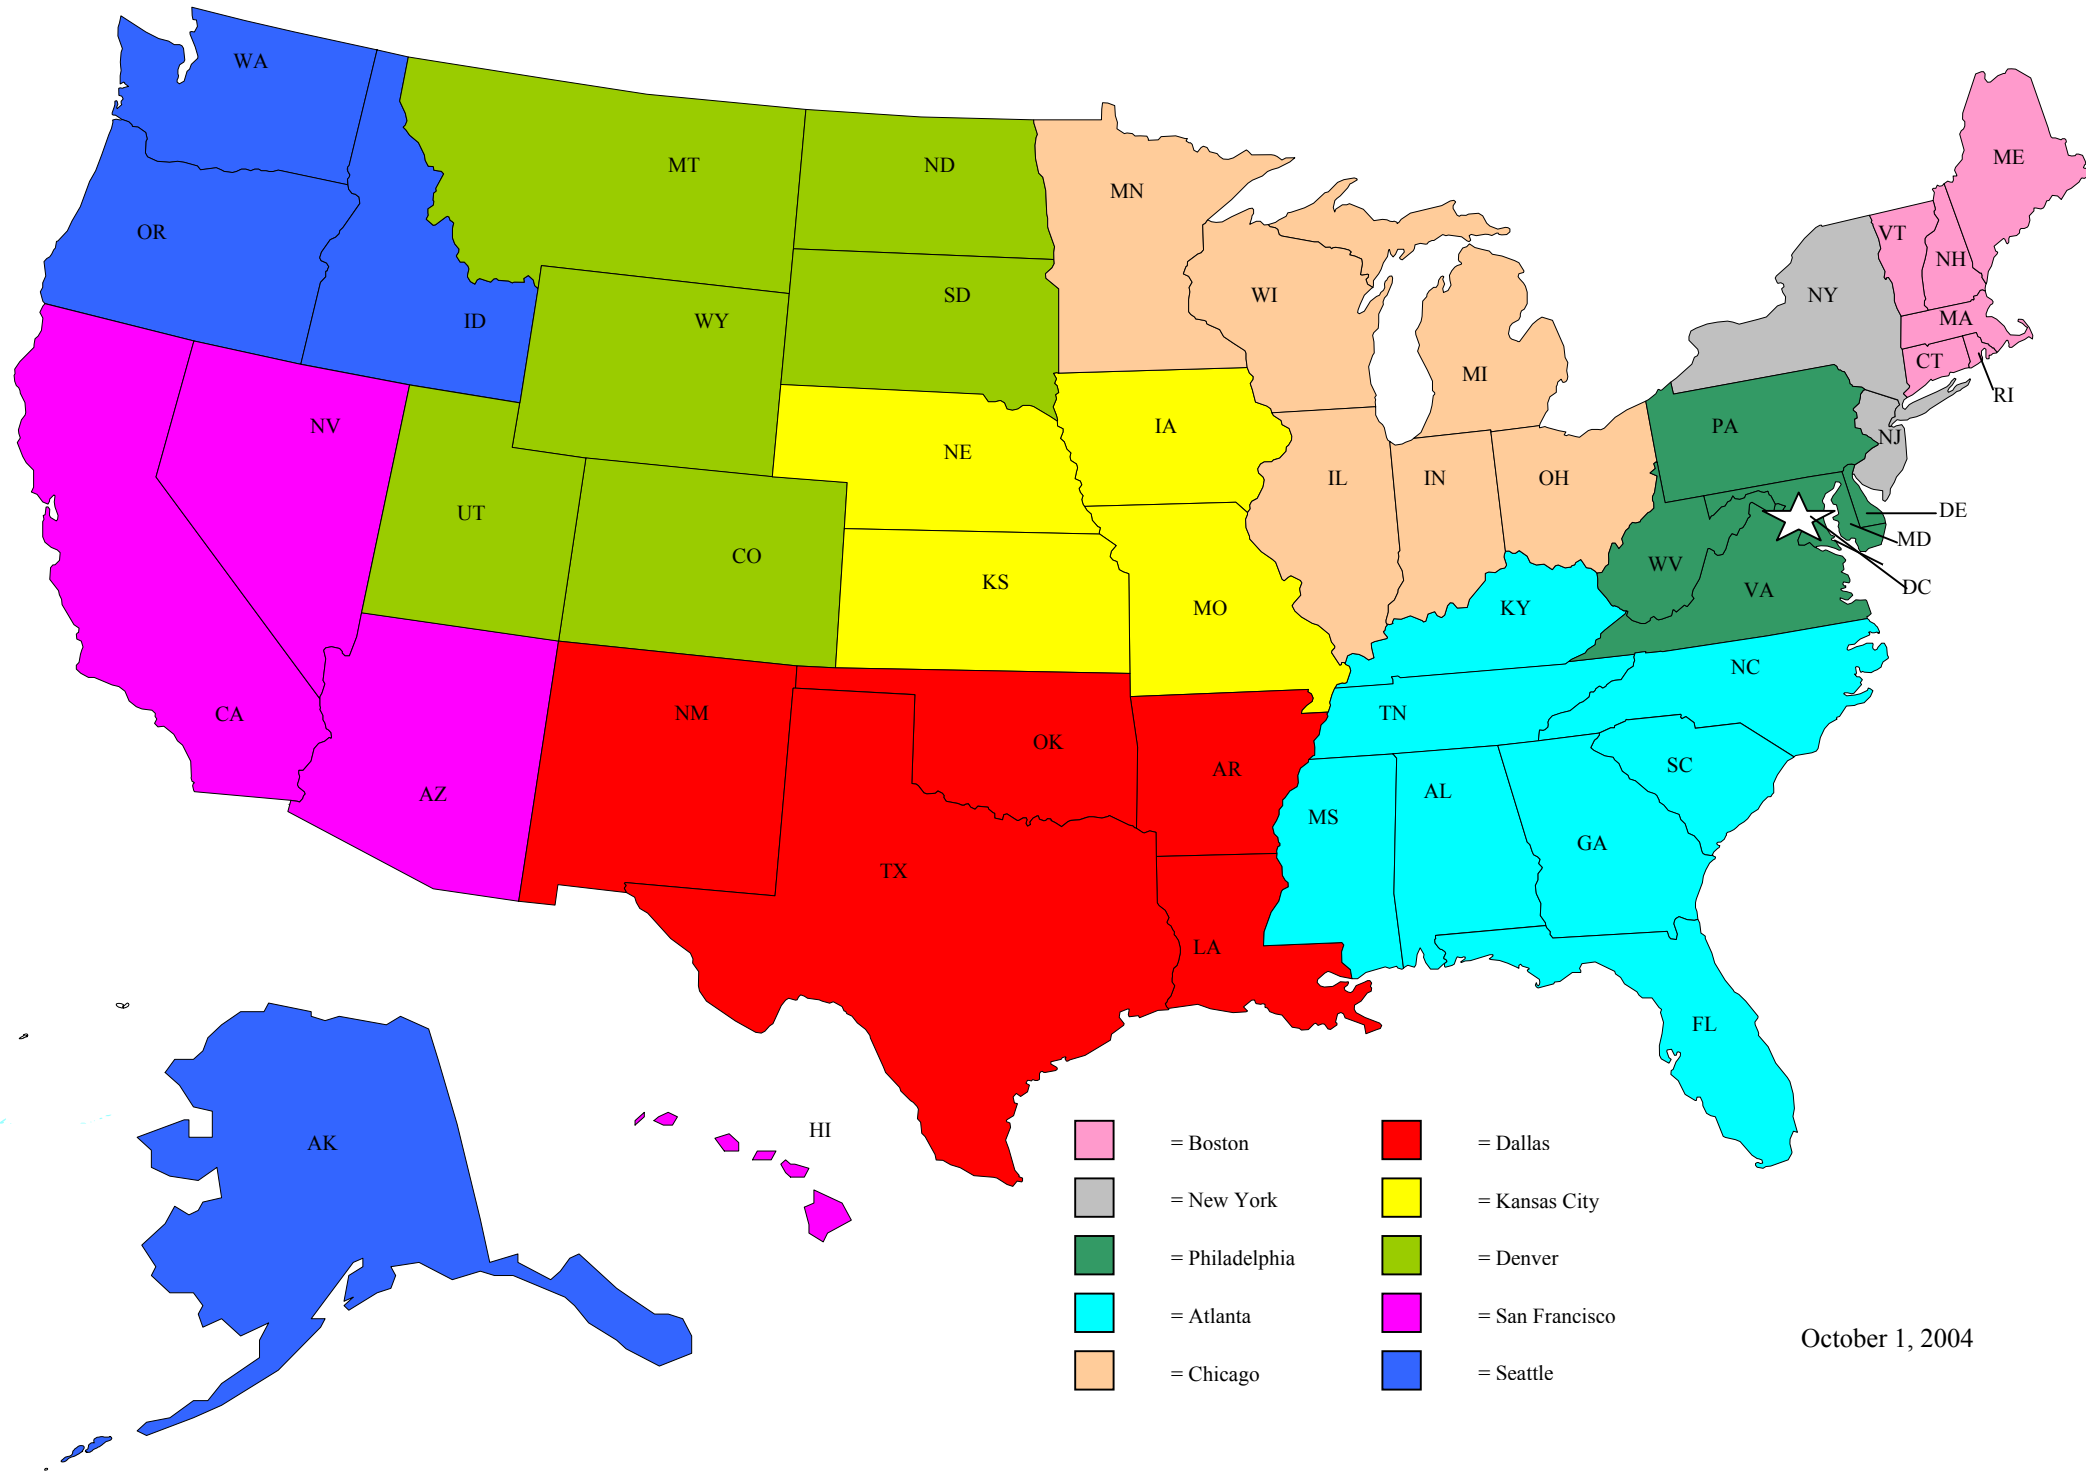 WA
ME
MT
ND
MN
OR
VT
NH
SD
WI
NY
ID
WY
MA
CT
MI
RI
NV
IA
PA
NJ
NE
IL
IN
OH
UT
DE
MD
CO
WV
KS
DC
VA
MO
KY
NC
CA
NM
TN
OK
SC
AR
AZ
AL
MS
GA
TX
LA
FL
HI
AK
= Boston
= Dallas
= New York
= Kansas City
= Philadelphia
= Denver
= Atlanta
= San Francisco
October 1, 2004
= Chicago
= Seattle